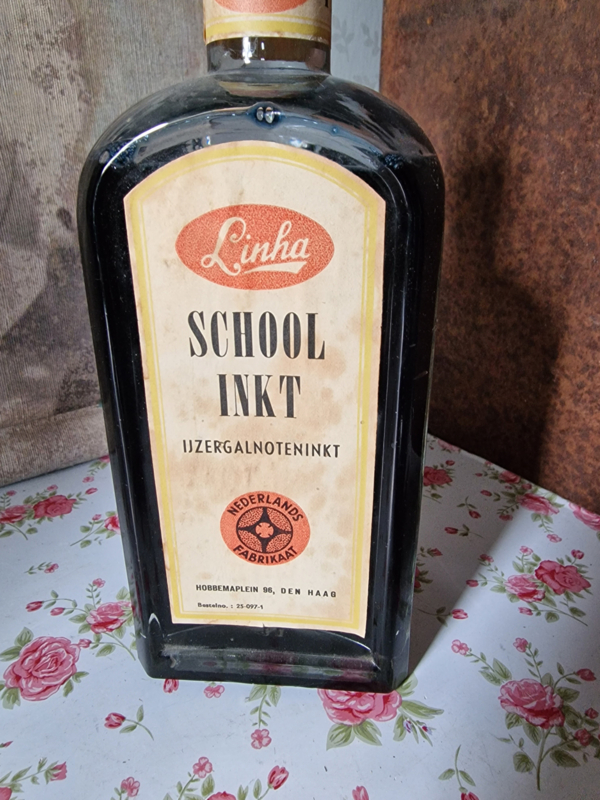 Linha
SCHOOL
INKT
IJZERGALNOTENINKT
NEDERLANDS
FABRIKAAT
HOBBEMAPLEIN 96, DEN HAAG
Bestelno. : 25-097-1